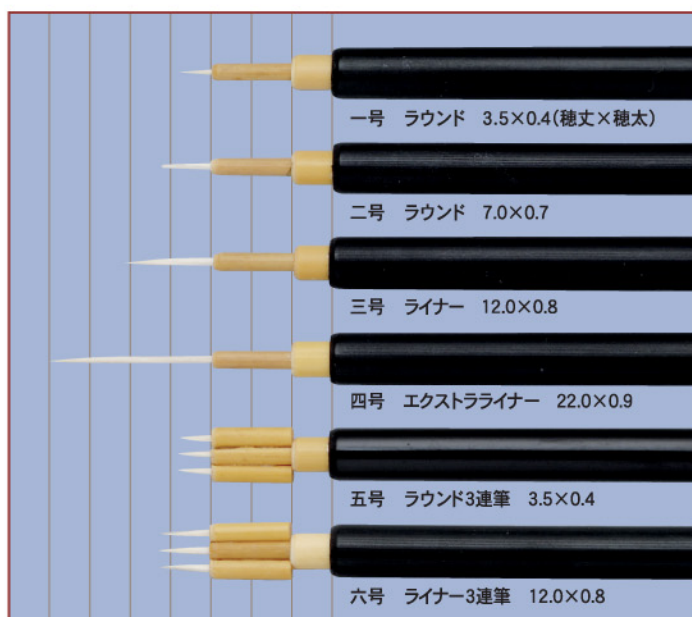 一号　ラウンド　3.5×0.4(穂丈×穂太)
二号　ラウンド　7.0×0.7
三号　ライナー　12.0×0.8
四号　エクストラライナー　22.0×0.9
五号　ラウンド3連筆　3.5×0.4
六号　ライナー3連筆　12.0×0.8